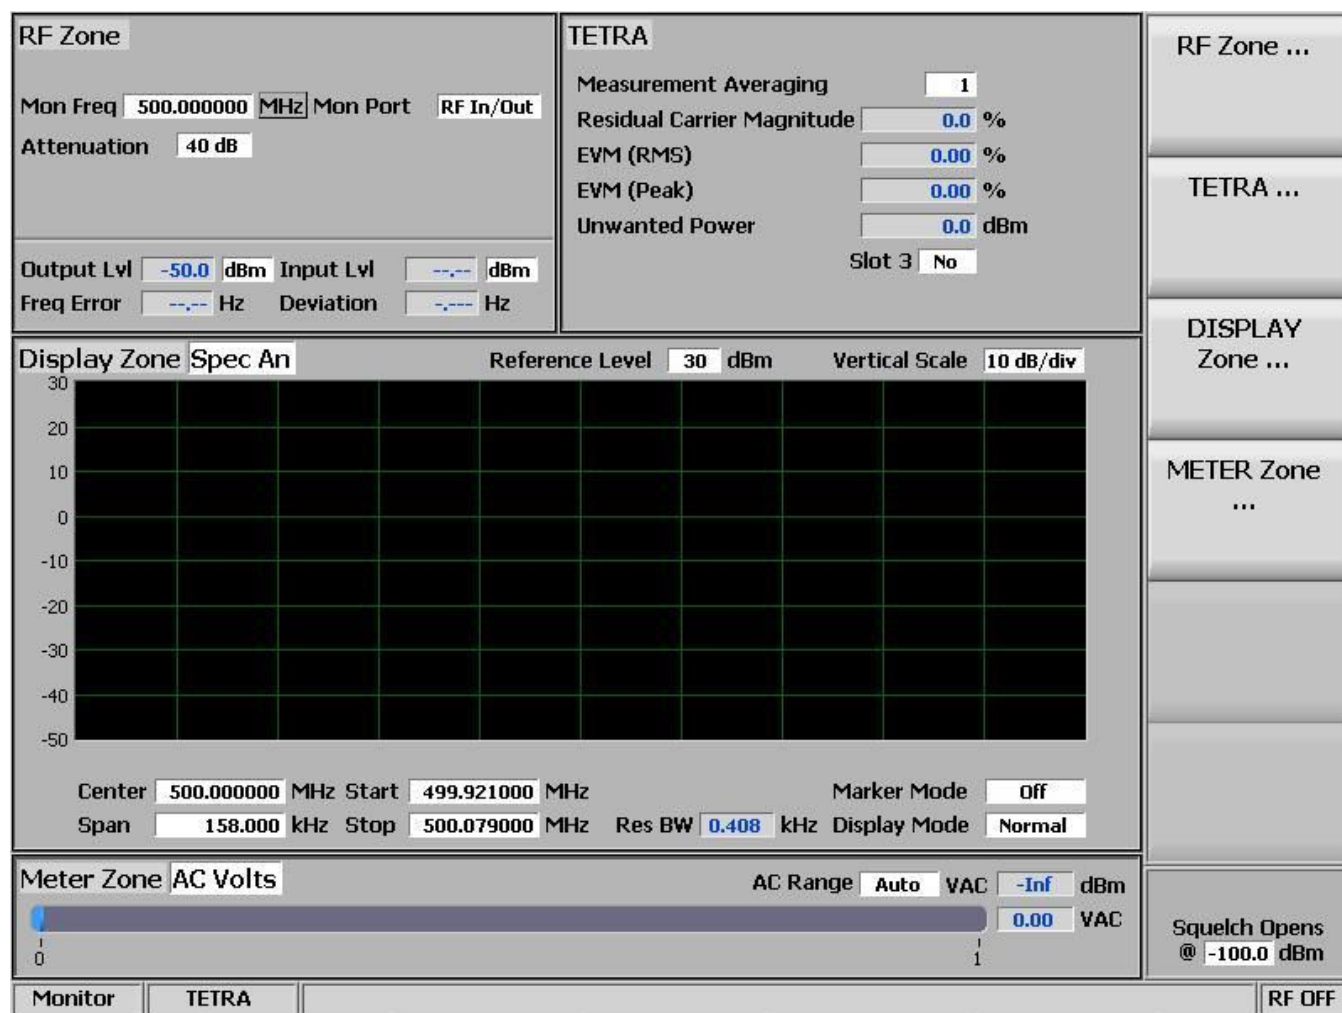 RF Zone
Mon Freq 500.000000 MHz Mon Port RF In/Out
Attenuation 40 dB
Output Lvl -50.0 dBm Input Lvl --.-- dBm
Freq Error --.-- Hz Deviation -.--- Hz
TETRA
Measurement Averaging 1
Residual Carrier Magnitude 0.0 %
EVM (RMS) 0.00 %
EVM (Peak) 0.00 %
Unwanted Power 0.0 dBm
Slot 3 No
Display Zone Spec An Reference Level 30 dBm Vertical Scale 10 dB/div
30
20
10
0
-10
-20
-30
-40
-50
Center 500.000000 MHz Start 499.921000 MHz Marker Mode Off
Span 158.000 kHz Stop 500.079000 MHz Res BW 0.408 kHz Display Mode Normal
Meter Zone AC Volts AC Range Auto VAC -Inf dBm
0.00 VAC
0 1
RF Zone ...
TETRA ...
DISPLAY
Zone ...
METER Zone
...
Squelch Opens
@ -100.0 dBm
Monitor TETRA RF OFF